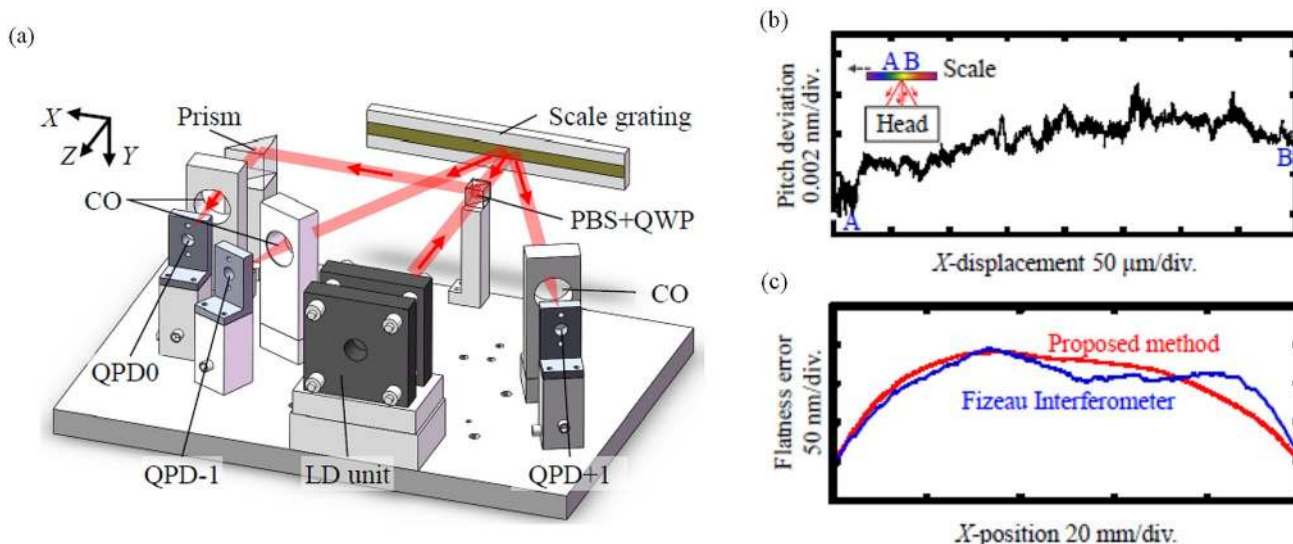 (a)
X
Z
Y
Prism
Scale grating
CO
PBS+QWP
CO
QPD0
QPD-1
LD unit
QPD+1
(b)
Pitch deviation
0.002 nm/div.
A B
Scale
Head
A
B
X-displacement 50 μm/div.
(c)
Flatness error
50 nm/div.
Proposed method
Fizeau Interferometer
X-position 20 mm/div.